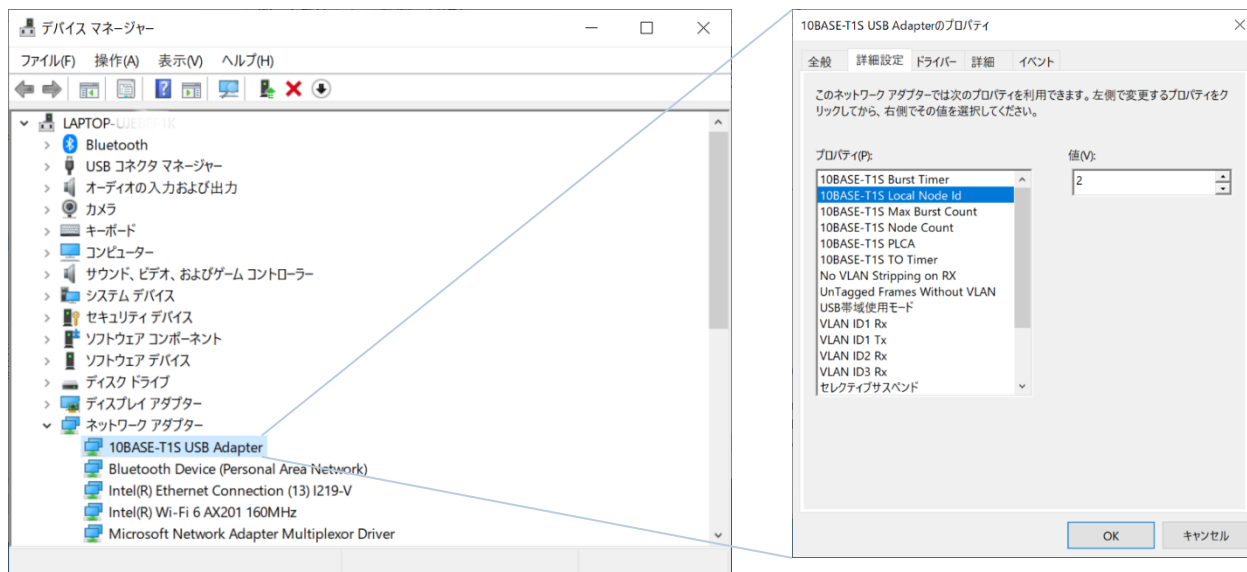 デバイス マネージャー
ファイル(F) 操作(A) 表示(V) ヘルプ(H)
Bluetooth
USB コネクタ マネージャー
オーディオの入力および出力
カメラ
キーボード
コンピューター
サウンド、ビデオ、およびゲーム コントローラー
システム デバイス
セキュリティ デバイス
ソフトウェア コンポーネント
ソフトウェア デバイス
ディスク ドライブ
ディスプレイ アダプター
ネットワーク アダプター
10BASE-T1S USB Adapter
Bluetooth Device (Personal Area Network)
Intel(R) Ethernet Connection (13) I219-V
Intel(R) Wi-Fi 6 AX201 160MHz
Microsoft Network Adapter Multiplexor Driver
10BASE-T1S USB Adapterのプロパティ
全般 詳細設定 ドライバー 詳細 イベント
このネットワーク アダプターでは次のプロパティを利用できます。左側で変更するプロパティをク
リックしてから、右側でその値を選択してください。
プロパティ(P):
10BASE-T1S Burst Timer
10BASE-T1S Local Node Id
10BASE-T1S Max Burst Count
10BASE-T1S Node Count
10BASE-T1S PLCA
10BASE-T1S TO Timer
No VLAN Stripping on RX
UnTagged Frames Without VLAN
USB帯域使用モード
VLAN ID1 Rx
VLAN ID1 Tx
VLAN ID2 Rx
VLAN ID3 Rx
セレクティブサスペンド
値(V):
2
OK キャンセル